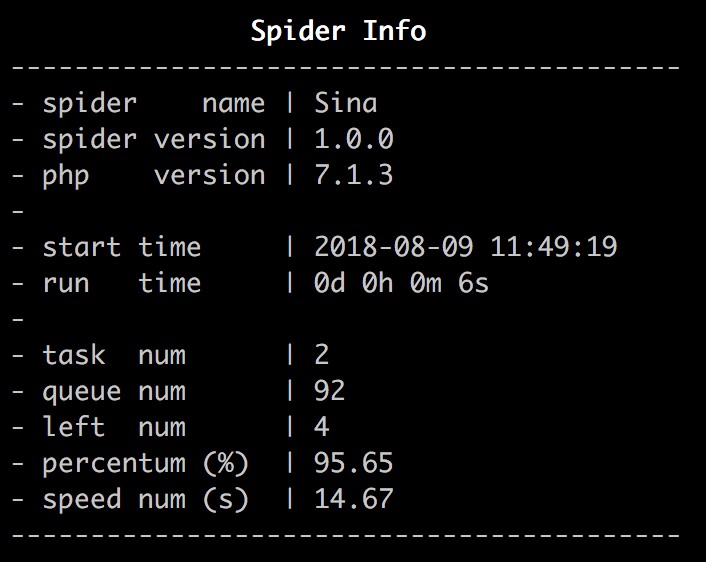 Spider Info
------------------------------------------
- spider    name | Sina
- spider version | 1.0.0
- php    version | 7.1.3
-
- start time     | 2018-08-09 11:49:19
- run   time     | 0d 0h 0m 6s
-
- task  num      | 2
- queue num      | 92
- left  num      | 4
- percentum (%)  | 95.65
- speed num (s)  | 14.67
------------------------------------------